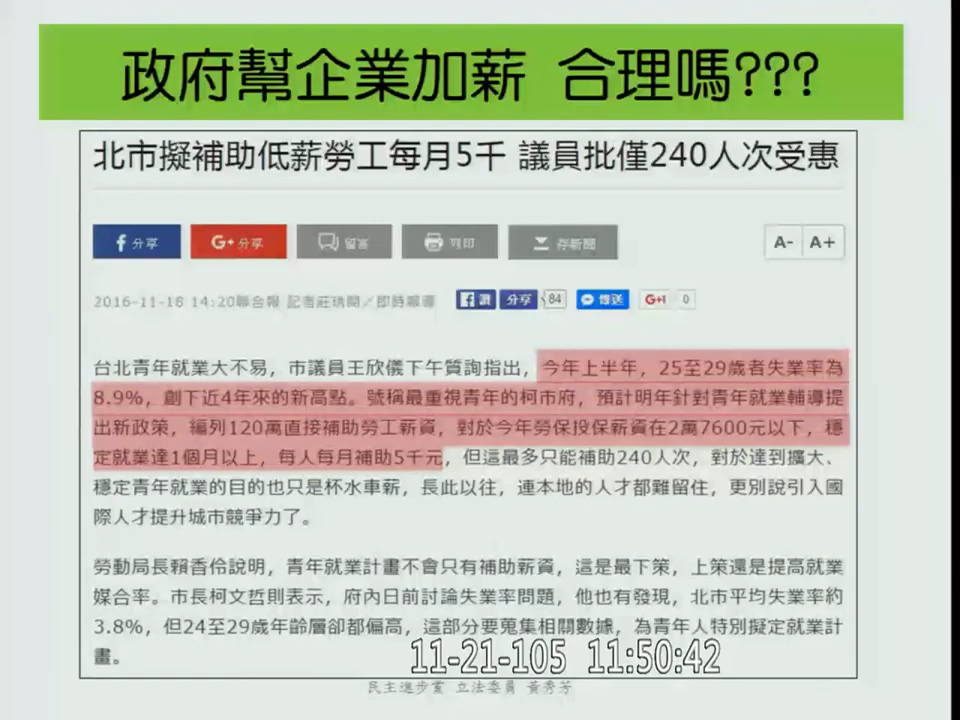 政府幫企業加薪 合理嗎???
北市擬補助低薪勞工每月5千 議員批僅240人次受惠
f 分享 G+ 分享 留言 列印 存新聞 A- A+
2016-11-18 14:20聯合報 記者莊琇閔／即時報導 讚 分享 84 傳送 G+1 0
台北青年就業大不易，市議員王欣儀下午質詢指出，今年上半年，25至29歲者失業率為
8.9%，創下近4年來的新高點。號稱最重視青年的柯市府，預計明年針對青年就業輔導提
出新政策，編列120萬直接補助勞工薪資，對於今年勞保投保薪資在2萬7600元以下，穩
定就業達1個月以上，每人每月補助5千元，但這最多只能補助240人次，對於達到擴大、
穩定青年就業的目的也只是杯水車薪，長此以往，連本地的人才都難留住，更別說引入國
際人才提升城市競爭力了。
勞動局長賴香伶說明，青年就業計畫不會只有補助薪資，這是最下策，上策還是提高就業
媒合率。市長柯文哲則表示，府內日前討論失業率問題，他也有發現，北市平均失業率約
3.8%，但24至29歲年齡層卻都偏高，這部分要蒐集相關數據，為青年人特別擬定就業計
畫。
11-21-105 11:50:42
民主進步黨 立法委員 黃秀芳